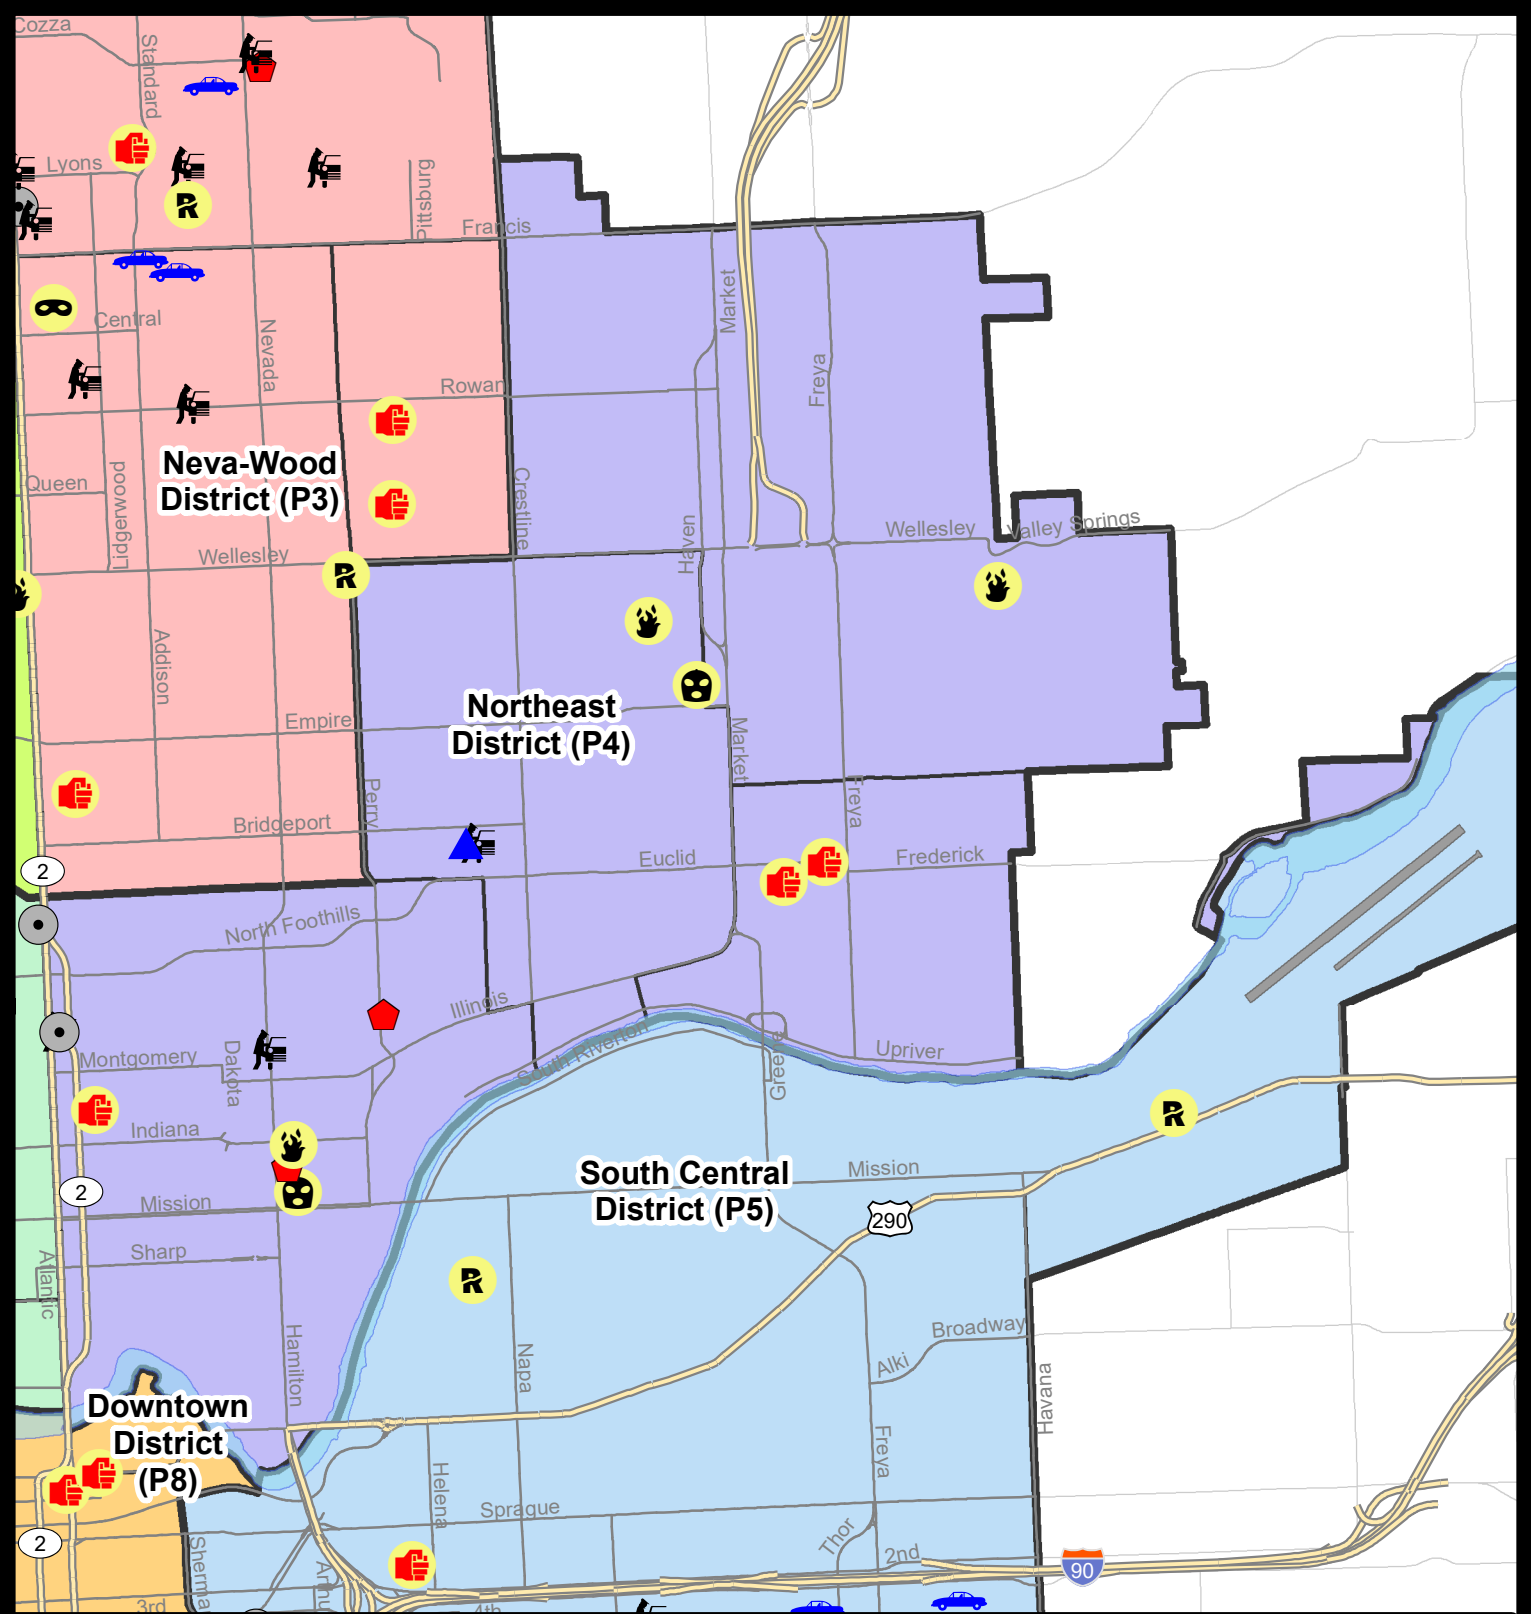 Cozza
Standard
Lyons
Pittsburg
Francis
Market
Central
Nevada
Freya
Rowan
Neva-Wood
District (P3)
Queen
Lidgerwood
Crestline
Haven
Wellesley
Valley Springs
Wellesley
Addison
Northeast
District (P4)
Empire
Market
Perry
Freya
Bridgeport
Euclid
Frederick
2
North Foothills
Illinois
South Riverton
Greene
Upriver
Montgomery
Dakota
Indiana
South Central
District (P5)
Mission
2
Mission
290
Sharp
Atlantic
Hamilton
Napa
Broadway
Alki
Havana
Downtown
District
(P8)
Freya
Helena
Sprague
Thor
2
2nd
90
3rd
4th